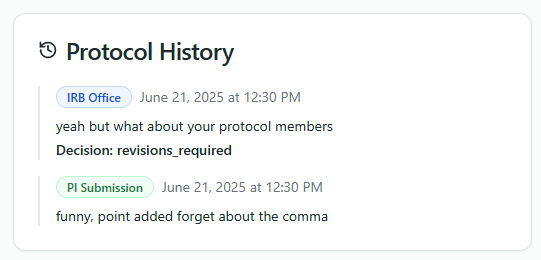 Protocol History
IRB Office June 21, 2025 at 12:30 PM
yeah but what about your protocol members
Decision: revisions_required
PI Submission June 21, 2025 at 12:30 PM
funny, point added forget about the comma